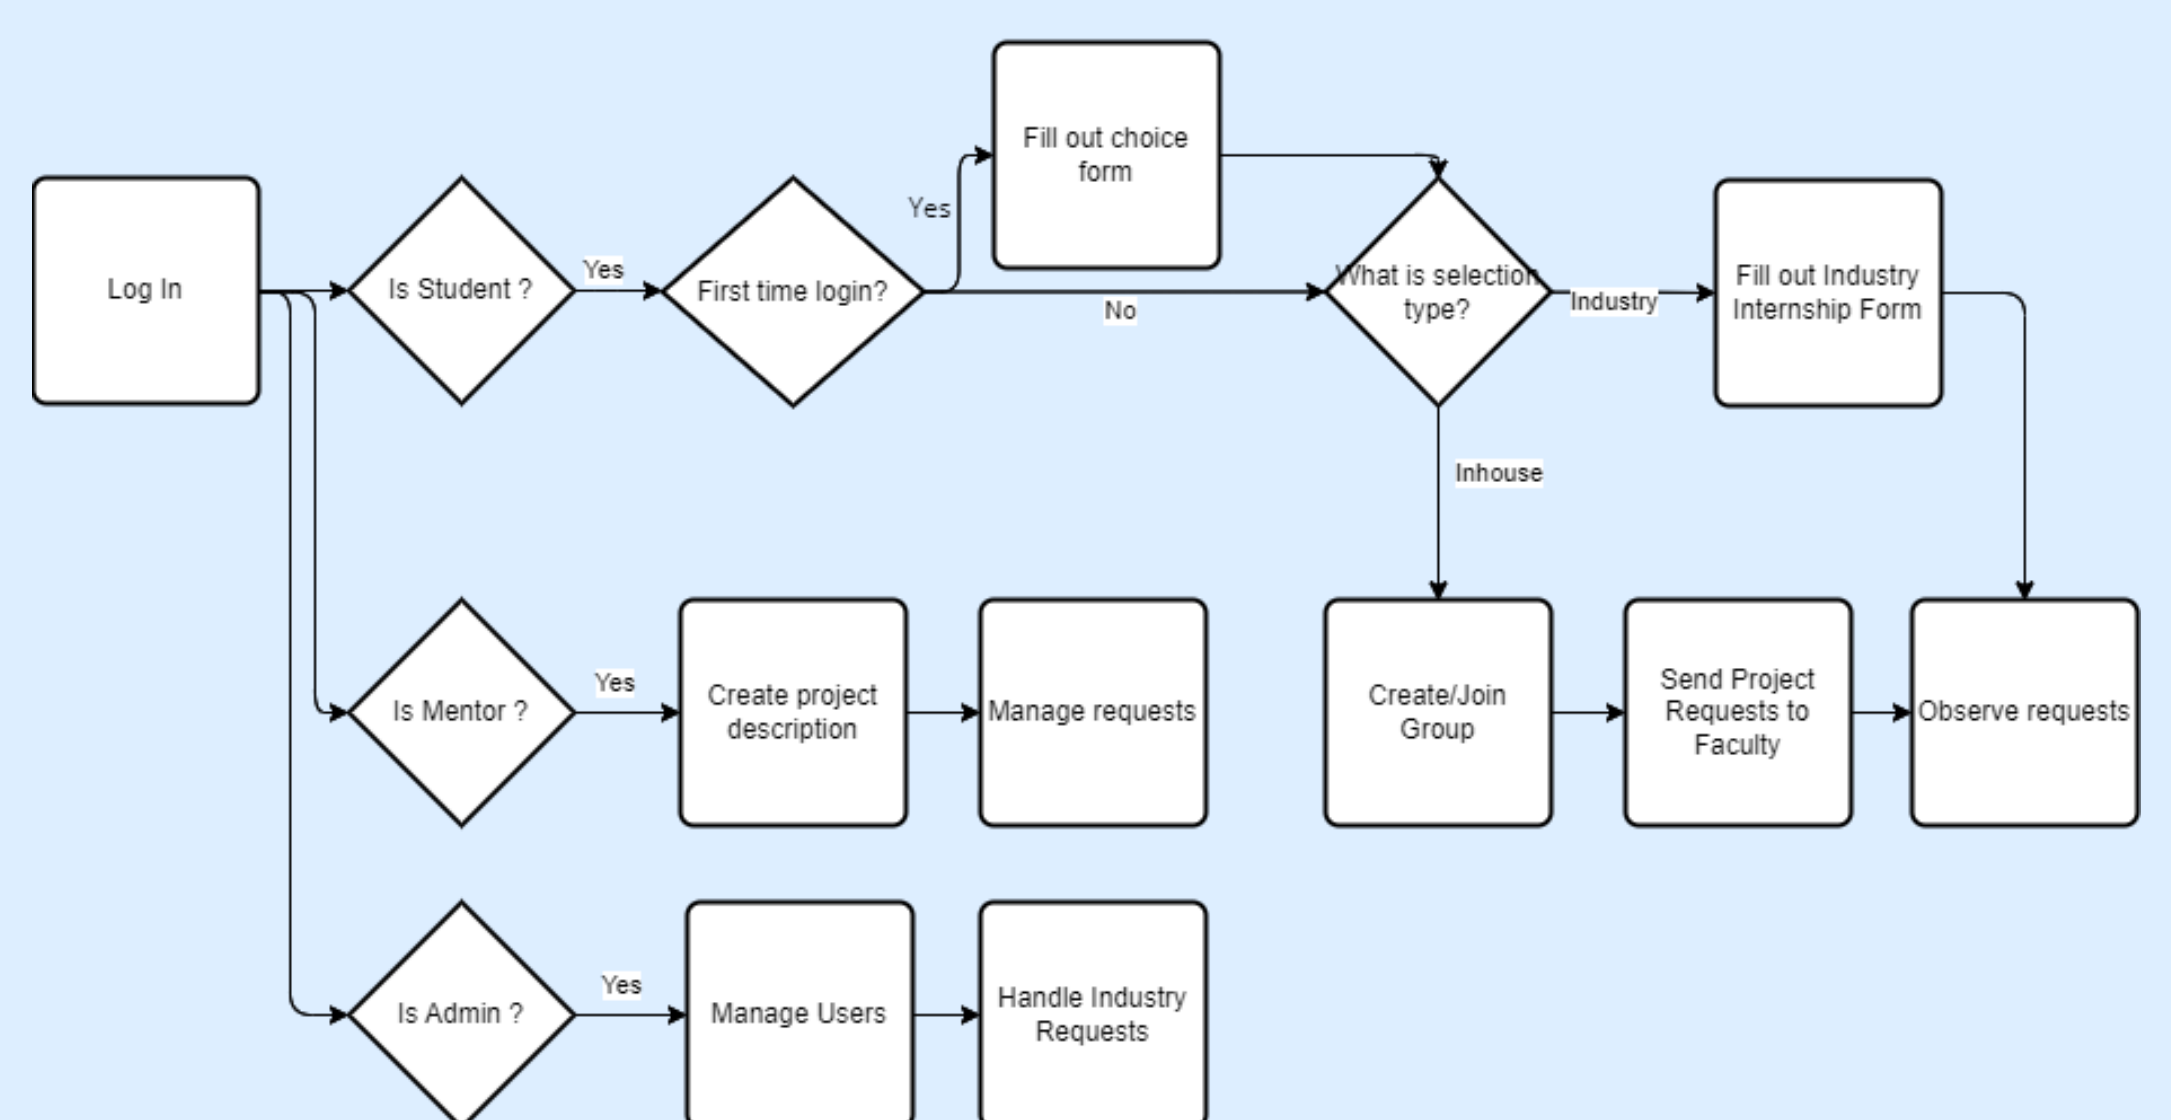 Fill out choice
form
Log In
Is Student ?
Yes
First time login?
Yes
No
What is selection
type?
Industry
Fill out Industry
Internship Form
Inhouse
Is Mentor ?
Yes
Create project
description
Manage requests
Create/Join
Group
Send Project
Requests to
Faculty
Observe requests
Is Admin ?
Yes
Manage Users
Handle Industry
Requests